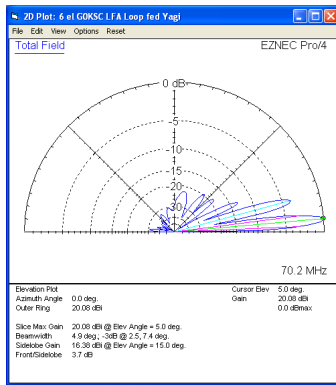 2D Plot: 6 el G0KSC LFA Loop fed Yagi
File Edit View Options Reset
Total Field
EZNEC Pro/4
0 dB
-5
-10
-15
-20
-30
70.2 MHz
Elevation Plot
Cursor Elev 5.0 deg.
Azimuth Angle 0.0 deg.
Gain 20.08 dBi
Outer Ring 20.08 dBi
0.0 dBmax
Slice Max Gain 20.08 dBi @ Elev Angle = 5.0 deg.
Beamwidth 4.9 deg.; -3dB @ 2.5, 7.4 deg.
Sidelobe Gain 16.38 dBi @ Elev Angle = 15.0 deg.
Front/Sidelobe 3.7 dB